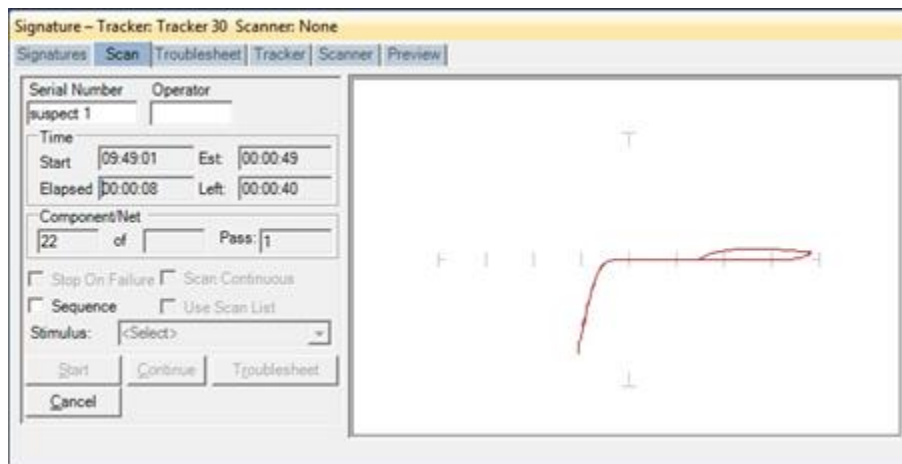 Signature – Tracker: Tracker 30 Scanner: None
Signatures Scan Troublesheet Tracker Scanner Preview
Serial Number Operator
suspect 1
Time
Start 09:49:01 Est: 00:00:49
Elapsed 00:00:08 Left: 00:00:40
Component/Net
22 of Pass: 1
Stop On Failure Scan Continuous
Sequence Use Scan List
Stimulus: <Select>
Start Continue Troublesheet
Cancel